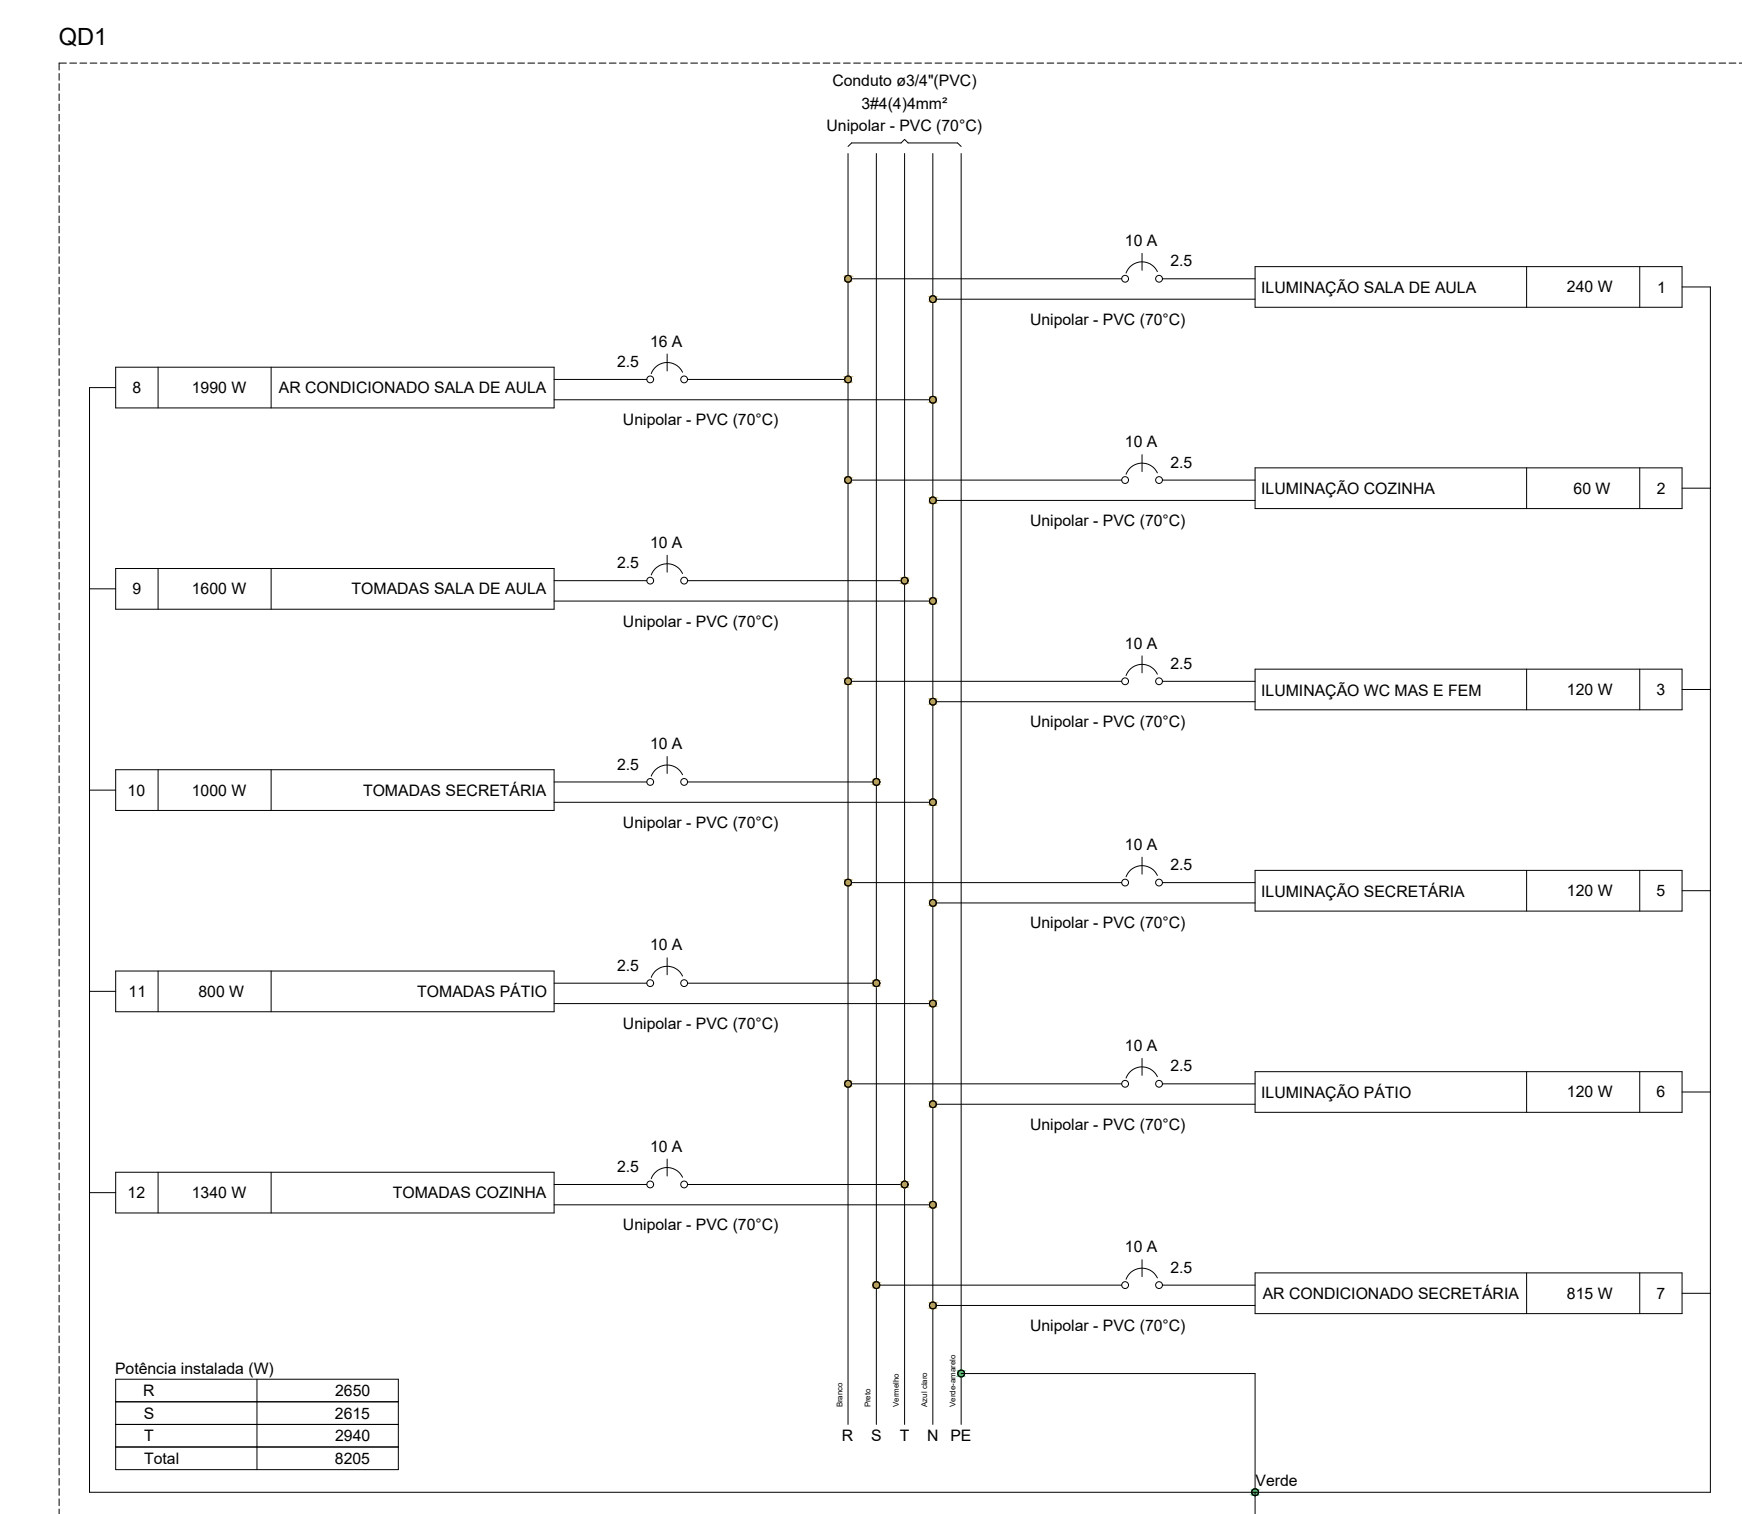 QD1
Conduto ø3/4"(PVC)
3#4(4)4mm²
Unipolar - PVC (70°C)
10 A
2.5
ILUMINAÇÃO SALA DE AULA 240 W 1
Unipolar - PVC (70°C)
16 A
2.5
8 1990 W AR CONDICIONADO SALA DE AULA
Unipolar - PVC (70°C)
10 A
2.5
ILUMINAÇÃO COZINHA 60 W 2
Unipolar - PVC (70°C)
10 A
2.5
9 1600 W TOMADAS SALA DE AULA
Unipolar - PVC (70°C)
10 A
2.5
ILUMINAÇÃO WC MAS E FEM 120 W 3
Unipolar - PVC (70°C)
10 A
2.5
10 1000 W TOMADAS SECRETÁRIA
Unipolar - PVC (70°C)
10 A
2.5
ILUMINAÇÃO SECRETÁRIA 120 W 5
Unipolar - PVC (70°C)
10 A
2.5
11 800 W TOMADAS PÁTIO
Unipolar - PVC (70°C)
10 A
2.5
ILUMINAÇÃO PÁTIO 120 W 6
Unipolar - PVC (70°C)
10 A
2.5
12 1340 W TOMADAS COZINHA
Unipolar - PVC (70°C)
10 A
2.5
AR CONDICIONADO SECRETÁRIA 815 W 7
Unipolar - PVC (70°C)
Potência instalada (W)
R 2650
S 2615
T 2940
Total 8205
Branco
Preto
Vermelho
Azul claro
Verde-amarelo
R S T N PE
Verde